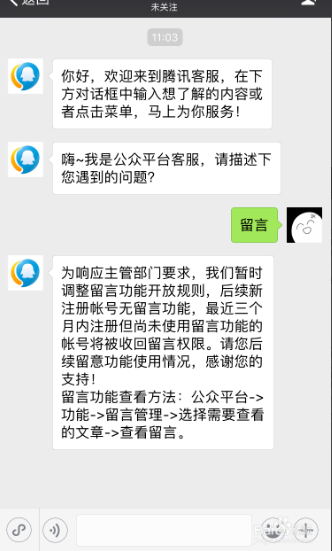 返回
未关注
11:03
你好，欢迎来到腾讯客服，在下
方对话框中输入想了解的内容或
者点击菜单，马上为你服务！
嗨~我是公众平台客服，请描述下
您遇到的问题？
留言
为响应主管部门要求，我们暂时
调整留言功能开放规则，后续新
注册帐号无留言功能，最近三个
月内注册但尚未使用留言功能的
帐号将被收回留言权限。请您后
续留意功能使用情况，感谢您的
支持！
留言功能查看方法：公众平台->
功能->留言管理->选择需要查看
的文章->查看留言。